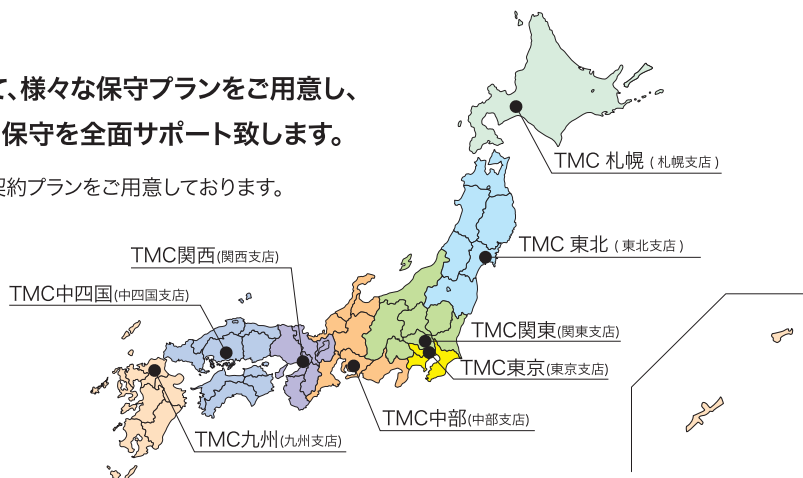 て、様々な保守プランをご用意し、
保守を全面サポート致します。
契約プランをご用意しております。
TMC 札幌 ( 札幌支店 )
TMC 東北 ( 東北支店 )
TMC関西(関西支店)
TMC中四国(中四国支店)
TMC関東(関東支店)
TMC東京(東京支店)
TMC中部(中部支店)
TMC九州(九州支店)